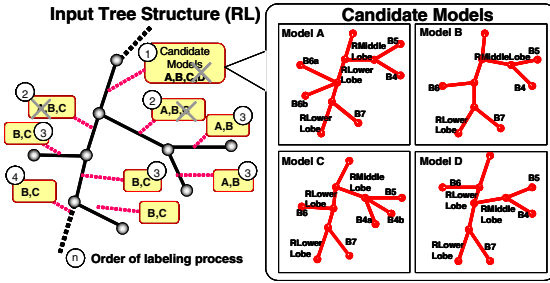 Input Tree Structure (RL)
Candidate Models
1
Candidate
Models
A,B,C,D
2
A,B,C
2
A,B,C
3
B,C
3
A,B
4
B,C
B,C
3
A,B
3
B,C
n Order of labeling process
Model A
RMiddle
Lobe
B5
B6a
RLower
Lobe
B4
B6b
RLower
Lobe
B7
Model B
RMiddleLobe
B5
B6
B4
RLower
Lobe
B7
Model C
RMiddle
Lobe
RLower
Lobe
B5
B6
B4a
B4b
RLower
Lobe
B7
Model D
B6
RMiddle
Lobe
B5
RLower
Lobe
B4
RLower
Lobe
B7